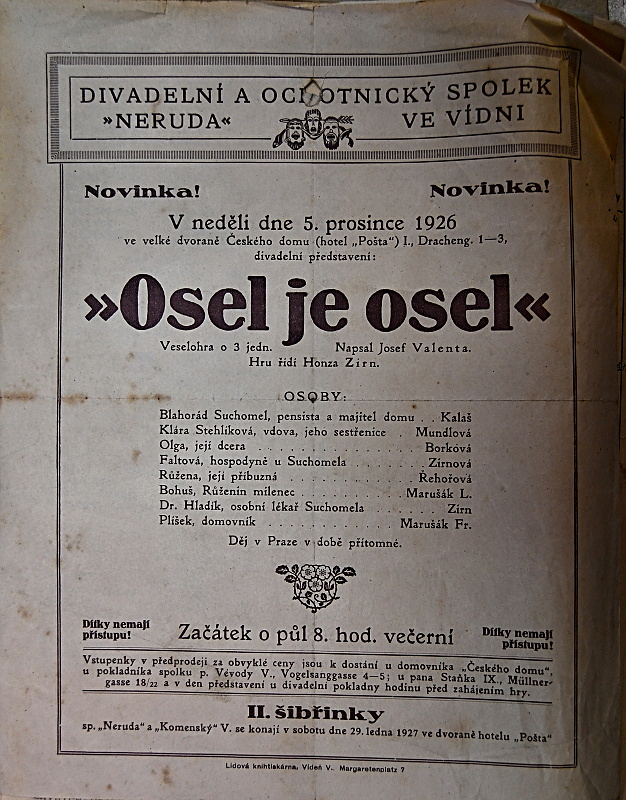 DIVADELNÍ A OCHOTNICKÝ SPOLEK
»NERUDA« VE VÍDNI
Novinka! Novinka!
V neděli dne 5. prosince 1926
ve velké dvoraně Českého domu (hotel „Pošta“) I., Dracheng. 1—3,
divadelní představení:
»Osel je osel«
Veselohra o 3 jedn. Napsal Josef Valenta.
Hru řídí Honza Zírn.
OSOBY:
Blahorád Suchomel, pensista a majitel domu . . Kalaš
Klára Stehlíková, vdova, jeho sestřenice . Mundlová
Olga, její dcera . . . . . . . . . . . . Borková
Faltová, hospodyně u Suchomela . . . . . . Zírnová
Růžena, její příbuzná . . . . . . . . . . Řehořová
Bohuš, Růženin milenec . . . . . . . . . Marušák L.
Dr. Hladík, osobní lékař Suchomela . . . . . Zírn
Plíšek, domovník . . . . . . . . . . . Marušák Fr.
Děj v Praze v době přítomné.
Dítky nemají přístupu! Začátek o půl 8. hod. večerní Dítky nemají přístupu!
Vstupenky v předprodeji za obvyklé ceny jsou k dostání u domovníka „Českého domu“,
u pokladníka spolku p. Vévody V., Vogelsanggasse 4—5; u pana Staňka IX., Müllner-
gasse 18/22 a v den představení u divadelní pokladny hodinu před zahájením hry.
II. šibřinky
sp. „Neruda“ a „Komenský“ V. se konají v sobotu dne 29. ledna 1927 ve dvoraně hotelu „Pošta“
Lidová knihtiskárna, Vídeň V., Margaretenplatz 7